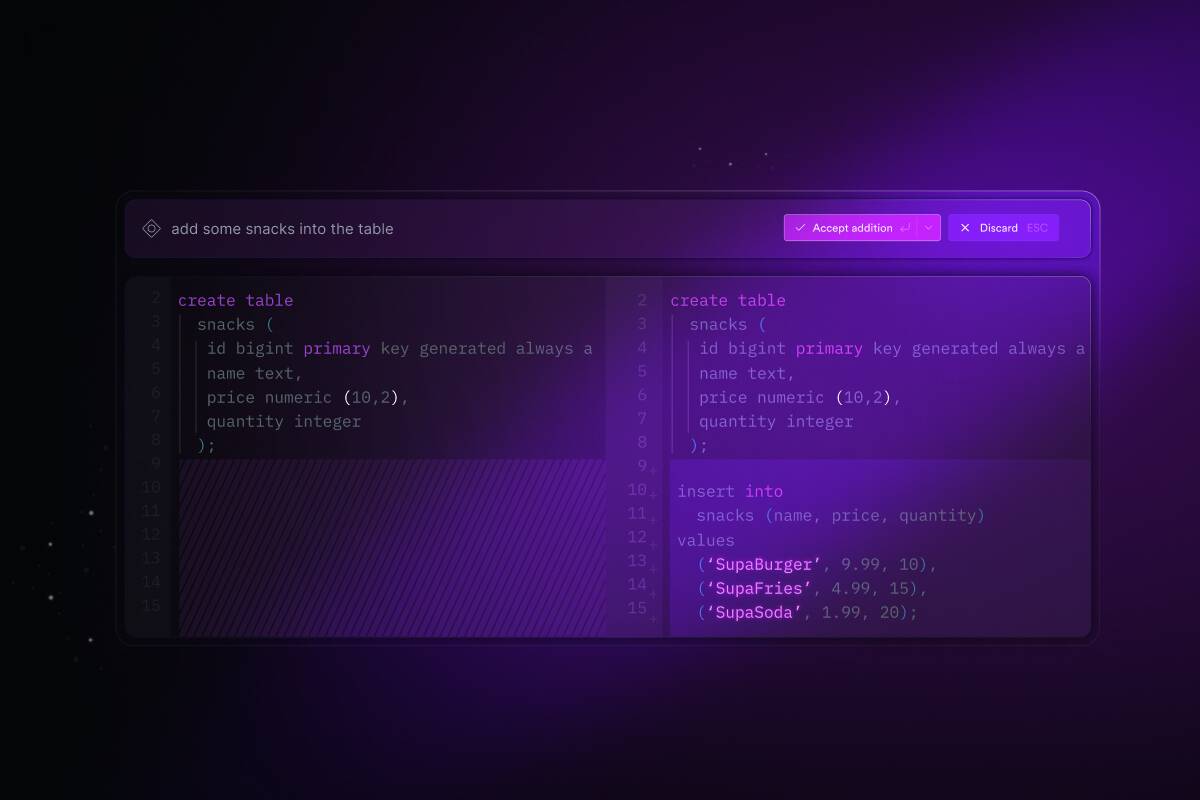 add some snacks into the table
Accept addition
Discard ESC
2 create table
3 snacks (
4 id bigint primary key generated always a
5 name text,
6 price numeric (10,2),
7 quantity integer
8 );
9
10
11
12
13
14
15
2 create table
3 snacks (
4 id bigint primary key generated always a
5 name text,
6 price numeric (10,2),
7 quantity integer
8 );
9 +
10 + insert into
11 + snacks (name, price, quantity)
12 + values
13 + (‘SupaBurger’, 9.99, 10),
14 + (‘SupaFries’, 4.99, 15),
15 + (‘SupaSoda’, 1.99, 20);